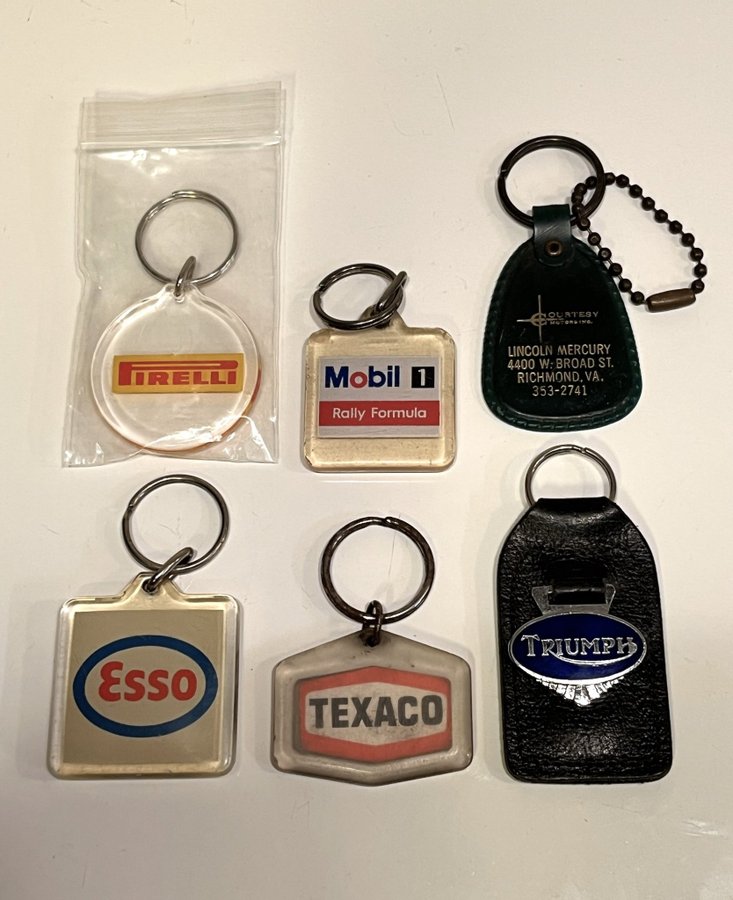 PIRELLI
Mobil 1
Rally Formula
COURTESY
MOTORS INC.
LINCOLN MERCURY
4400 W. BROAD ST.
RICHMOND, VA.
353-2741
Esso
TEXACO
TRIUMPH